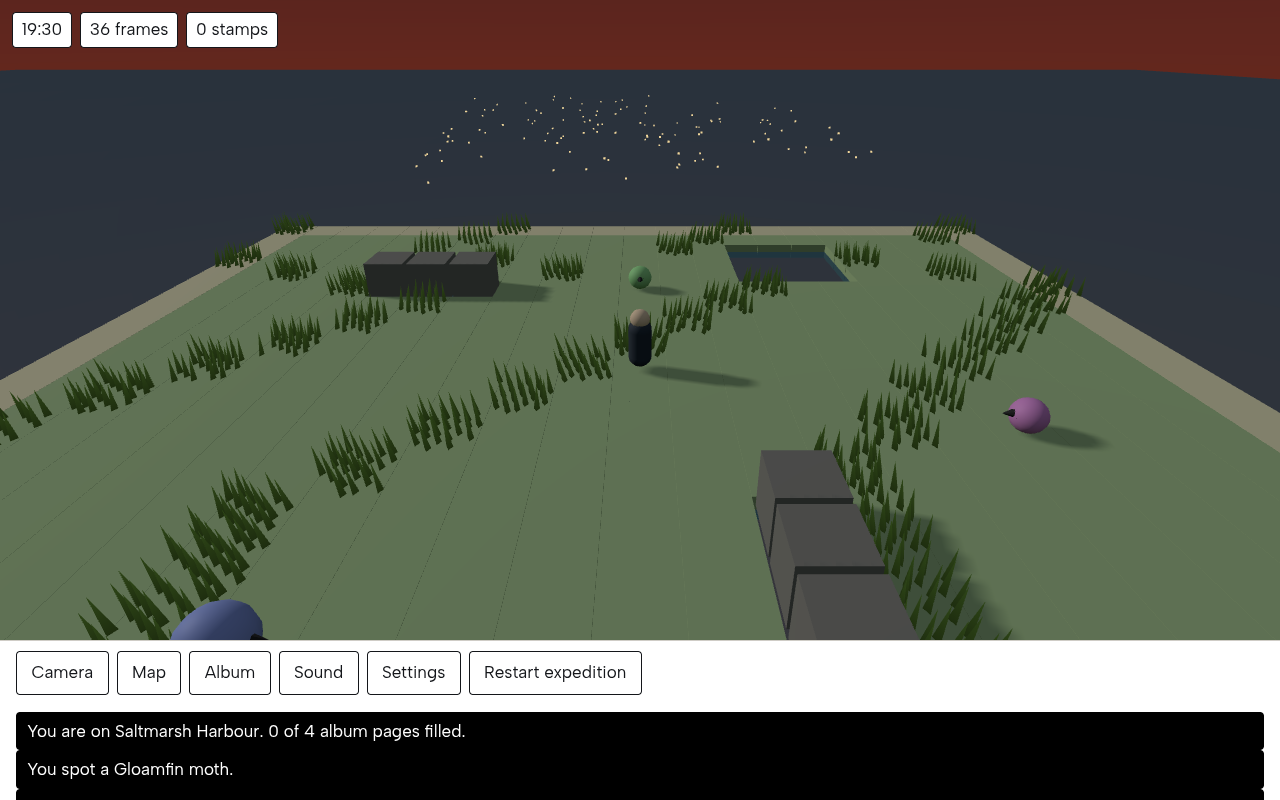 19:30
36 frames
0 stamps
Camera
Map
Album
Sound
Settings
Restart expedition
You are on Saltmarsh Harbour. 0 of 4 album pages filled.
You spot a Gloamfin moth.